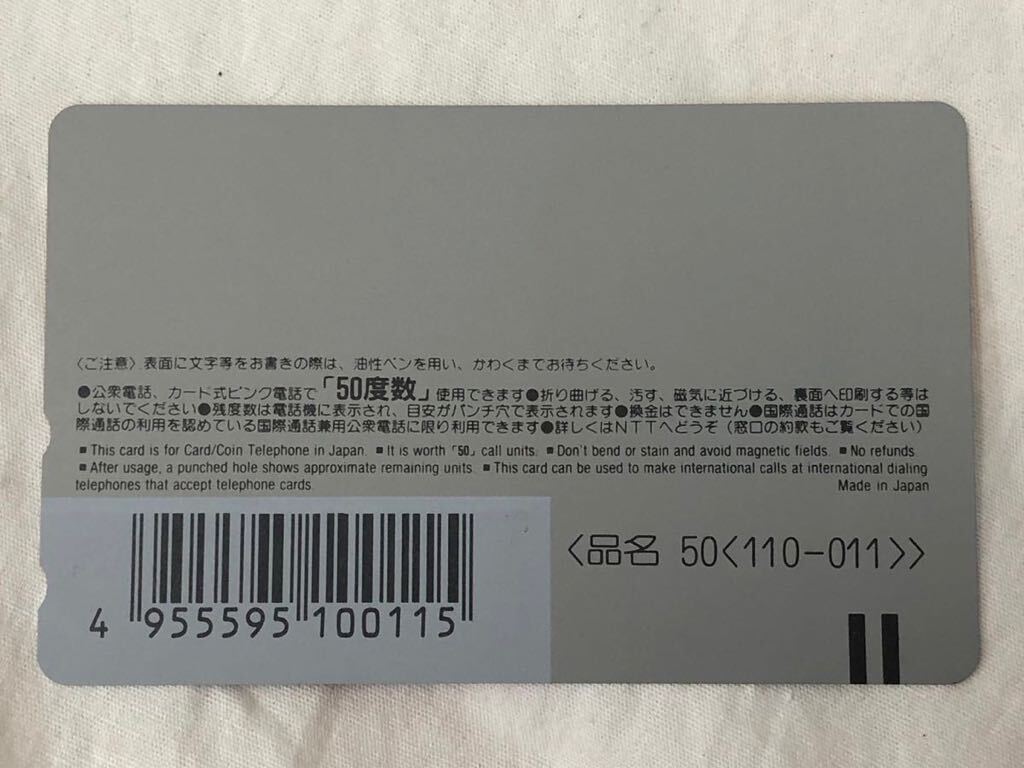 〈ご注意〉表面に文字等をお書きの際は、油性ペンを用い、かわくまでお待ちください。
●公衆電話、カード式ピンク電話で「50度数」使用できます●折り曲げる、汚す、磁気に近づける、裏面へ印刷する等は
しないでください●残度数は電話機に表示され、目安がパンチ穴で表示されます●換金はできません●国際通話はカードでの国
際通話の利用を認めている国際通話兼用公衆電話に限り利用できます●詳しくはNTTへどうぞ（窓口の約款もご覧ください）
■ This card is for Card/Coin Telephone in Japan. ■ It is worth「50」call units. ■ Don't bend or stain and avoid magnetic fields. ■ No refunds.
■ After usage, a punched hole shows approximate remaining units. ■ This card can be used to make international calls at international dialing
telephones that accept telephone cards. Made in Japan
〈品名 50〈110-011〉〉
4 955595 100115